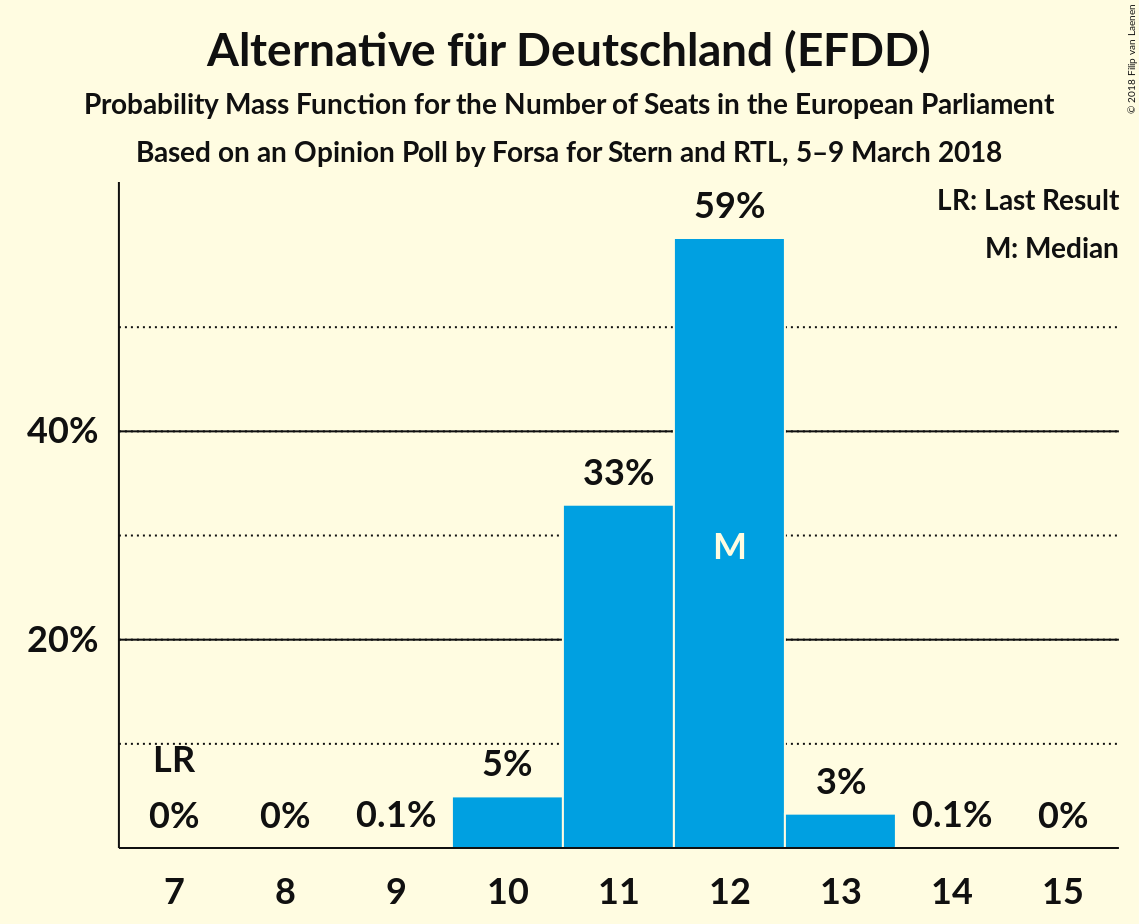 Alternative für Deutschland (EFDD)
Probability Mass Function for the Number of Seats in the European Parliament
Based on an Opinion Poll by Forsa for Stern and RTL, 5–9 March 2018
© 2018 Filip van Laenen
LR: Last Result
M: Median
59%
40%
33%
M
20%
LR
5%
3%
0%
0%
0.1%
0.1%
0%
7 8 9 10 11 12 13 14 15